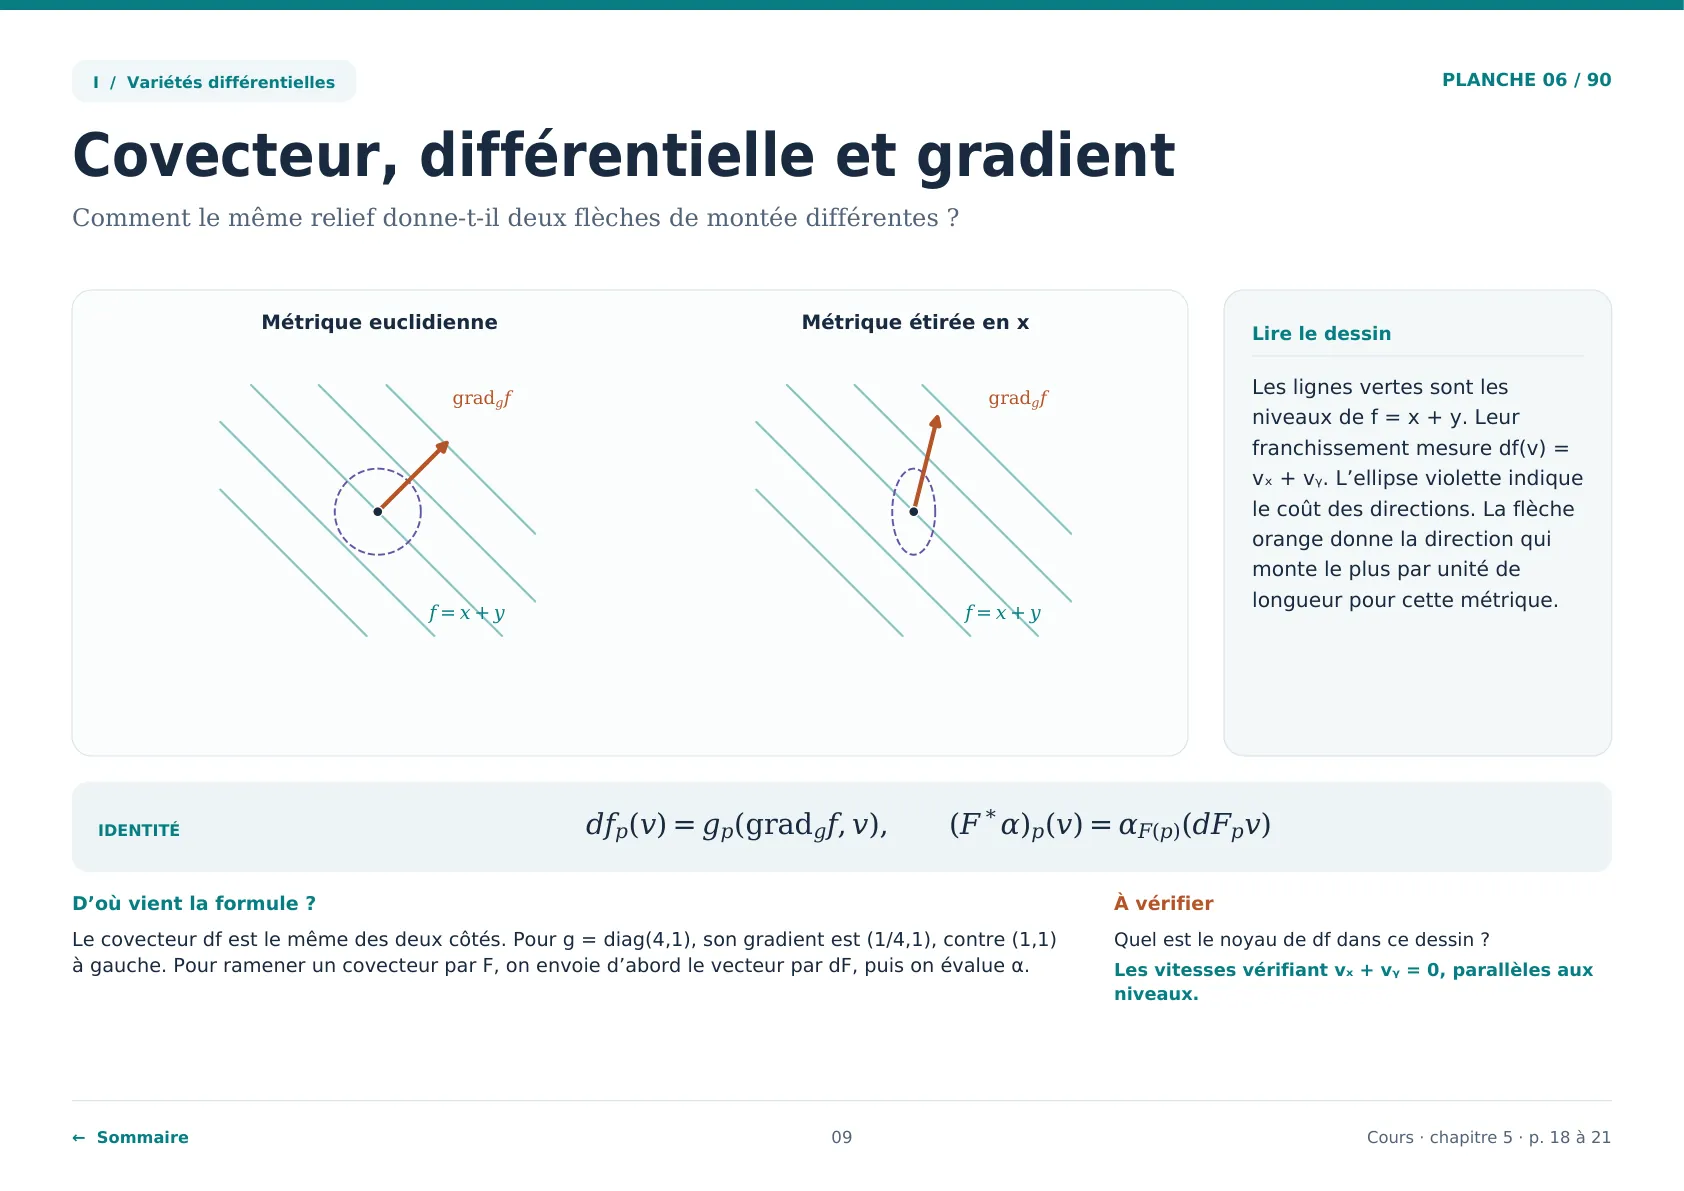 I / Variétés différentielles
PLANCHE 06 / 90
Covecteur, différentielle et gradient
Comment le même relief donne-t-il deux flèches de montée différentes ?
Métrique euclidienne
grad_g f
f = x + y
Métrique étirée en x
grad_g f
f = x + y
Lire le dessin
Les lignes vertes sont les
niveaux de f = x + y. Leur
franchissement mesure df(v) =
vₓ + vᵧ. L’ellipse violette indique
le coût des directions. La flèche
orange donne la direction qui
monte le plus par unité de
longueur pour cette métrique.
IDENTITÉ
df_p(v) = g_p(grad_g f, v), (F*α)_p(v) = α_{F(p)}(dF_p v)
D’où vient la formule ?
Le covecteur df est le même des deux côtés. Pour g = diag(4,1), son gradient est (1/4,1), contre (1,1)
à gauche. Pour ramener un covecteur par F, on envoie d’abord le vecteur par dF, puis on évalue α.
À vérifier
Quel est le noyau de df dans ce dessin ?
Les vitesses vérifiant vₓ + vᵧ = 0, parallèles aux
niveaux.
← Sommaire
09
Cours · chapitre 5 · p. 18 à 21